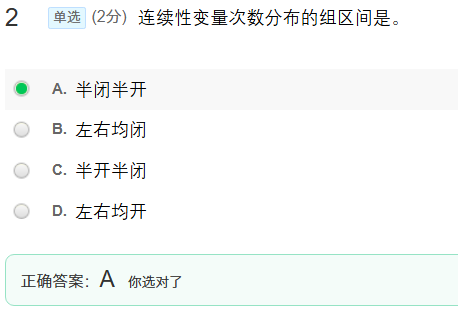 2 单选 (2分) 连续性变量次数分布的组区间是。
A. 半闭半开
B. 左右均闭
C. 半开半闭
D. 左右均开
正确答案：A 你选对了